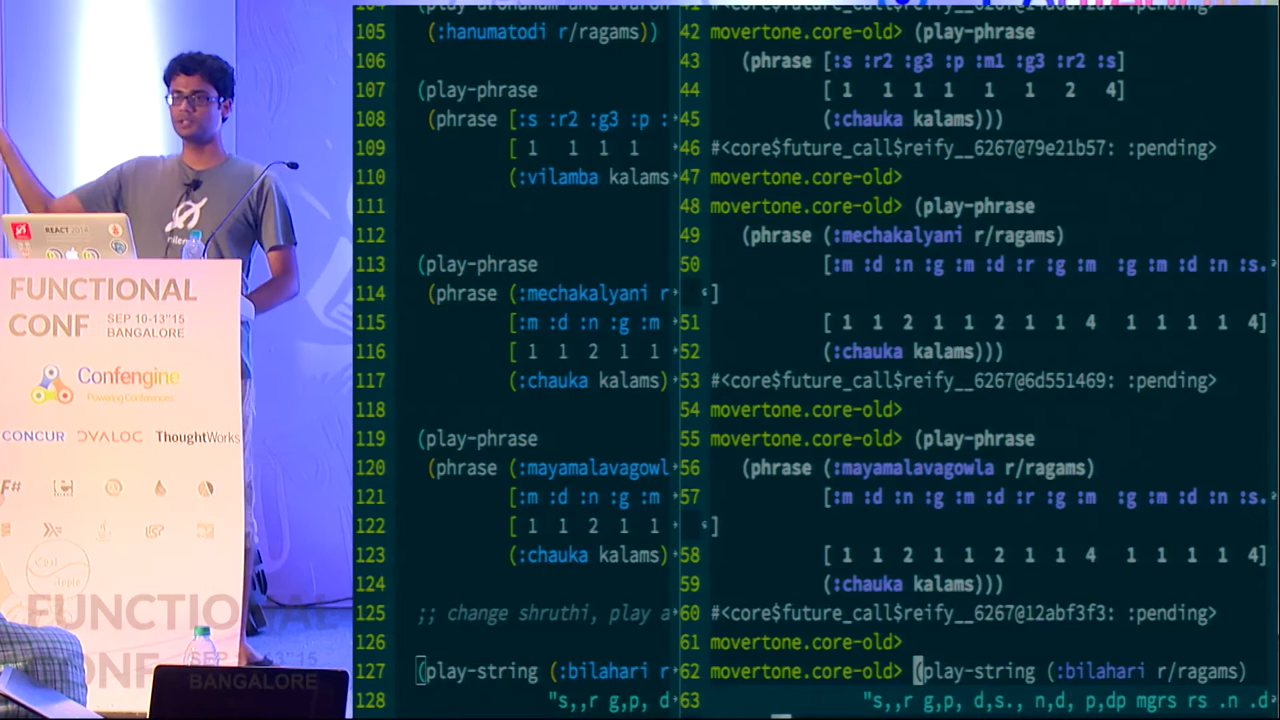 REACT 2014
FUNCTIONAL
CONF SEP 10-13"15
BANGALORE
Confengine
Powering Conferences
CONCUR DVALOC ThoughtWorks
F#
FUNCTIO
SEP 13"15
BANGALORE
105 (:hanumatodi r/ragams))
106
107 (play-phrase
108 (phrase [:s :r2 :g3 :p :
109 [ 1 1 1 1
110 (:vilamba kalams
111
112
113 (play-phrase
114 (phrase (:mechakalyani r
115 [:m :d :n :g :m
116 [ 1 1 2 1 1
117 (:chauka kalams)
118
119 (play-phrase
120 (phrase (:mayamalavagowl
121 [:m :d :n :g :m
122 [ 1 1 2 1 1
123 (:chauka kalams)
124
125 ;; change shruthi, play a
126
127 (play-string (:bilahari r
128 "s,,r g,p, d
42 movertone.core-old> (play-phrase
43 (phrase [:s :r2 :g3 :p :m1 :g3 :r2 :s]
44 [ 1 1 1 1 1 1 2 4]
45 (:chauka kalams)))
46 #<core$future_call$reify__6267@79e21b57: :pending>
47 movertone.core-old>
48 movertone.core-old> (play-phrase
49 (phrase (:mechakalyani r/ragams)
50 [:m :d :n :g :m :d :r :g :m :g :m :d :n :s.
]
51 [ 1 1 2 1 1 2 1 1 4 1 1 1 1 4]
52 (:chauka kalams)))
53 #<core$future_call$reify__6267@6d551469: :pending>
54 movertone.core-old>
55 movertone.core-old> (play-phrase
56 (phrase (:mayamalavagowla r/ragams)
57 [:m :d :n :g :m :d :r :g :m :g :m :d :n :s.
]
58 [ 1 1 2 1 1 2 1 1 4 1 1 1 1 4]
59 (:chauka kalams)))
60 #<core$future_call$reify__6267@12abf3f3: :pending>
61 movertone.core-old>
62 movertone.core-old> (play-string (:bilahari r/ragams)
63 "s,,r g,p, d,s., n,d, p,dp mgrs rs .n .d